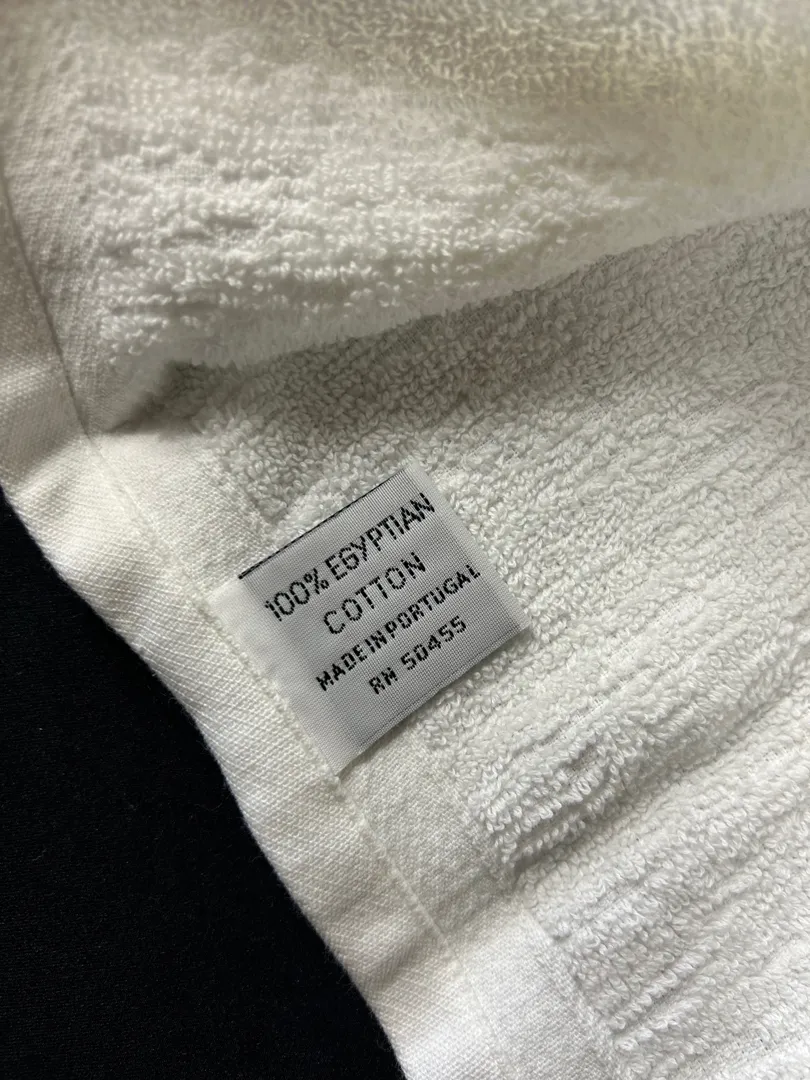 100% EGYPTIAN
COTTON
MADE IN PORTUGAL
RN 50455